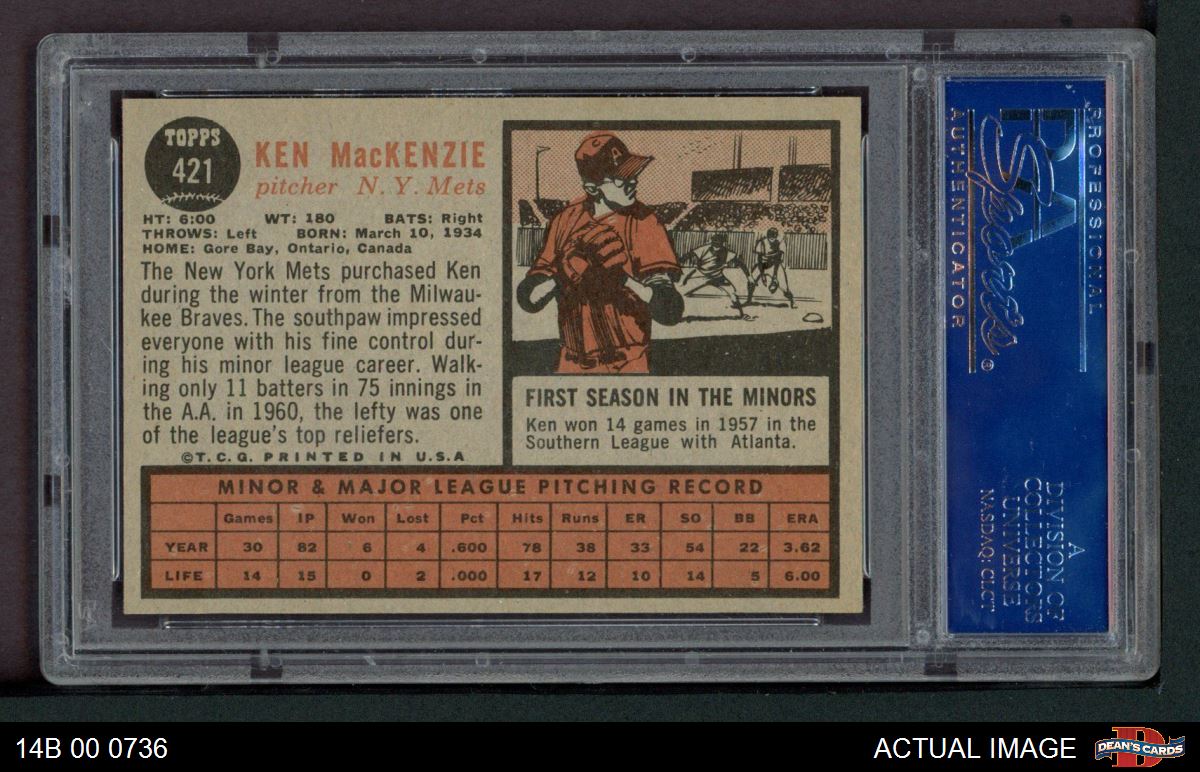 TOPPS
421
KEN MacKENZIE
pitcher N. Y. Mets
HT: 6:00 WT: 180 BATS: Right
THROWS: Left BORN: March 10, 1934
HOME: Gore Bay, Ontario, Canada
The New York Mets purchased Ken
during the winter from the Milwau-
kee Braves. The southpaw impressed
everyone with his fine control dur-
ing his minor league career. Walk-
ing only 11 batters in 75 innings in
the A.A. in 1960, the lefty was one
of the league's top reliefers.
©T.C.G. PRINTED IN U.S.A
C A
FIRST SEASON IN THE MINORS
Ken won 14 games in 1957 in the
Southern League with Atlanta.
MINOR & MAJOR LEAGUE PITCHING RECORD
Games IP Won Lost Pct Hits Runs ER SO BB ERA
YEAR 30 82 6 4 .600 78 38 33 54 22 3.62
LIFE 14 15 0 2 .000 17 12 10 14 5 6.00
PROFESSIONAL
PSA
Sports
AUTHENTICATOR
®
A
DIVISION OF
COLLECTORS
UNIVERSE
NASDAQ: CLCT
14B 00 0736
ACTUAL IMAGE
D
DEAN'S CARDS